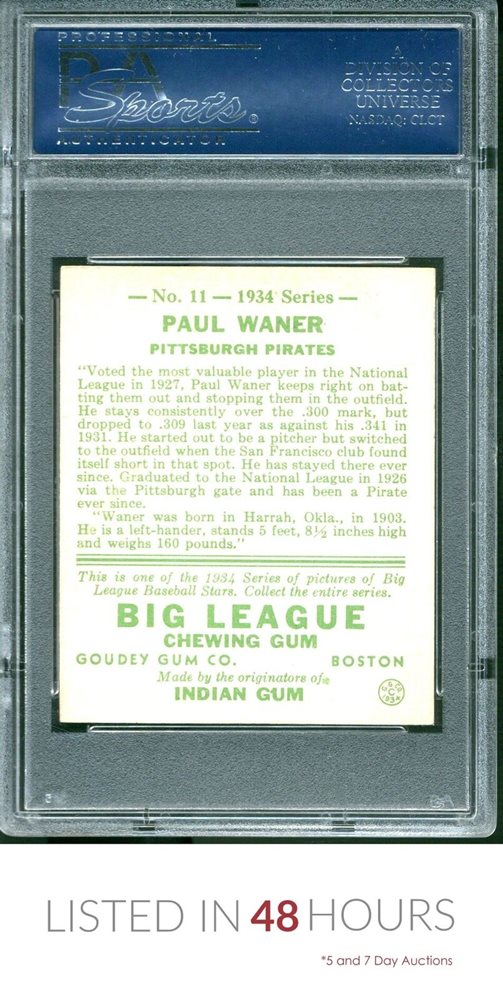 PROFESSIONAL
PSA
Sports®
AUTHENTICATOR
A
DIVISION OF
COLLECTORS
UNIVERSE
NASDAQ: CLCT
— No. 11 — 1934 Series —
PAUL WANER
PITTSBURGH PIRATES
"Voted the most valuable player in the National
League in 1927, Paul Waner keeps right on bat-
ting them out and stopping them in the outfield.
He stays consistently over the .300 mark, but
dropped to .309 last year as against his .341 in
1931. He started out to be a pitcher but switched
to the outfield when the San Francisco club found
itself short in that spot. He has stayed there ever
since. Graduated to the National League in 1926
via the Pittsburgh gate and has been a Pirate
ever since.
"Waner was born in Harrah, Okla., in 1903.
He is a left-hander, stands 5 feet, 8½ inches high
and weighs 160 pounds."
This is one of the 1934 Series of pictures of Big
League Baseball Stars. Collect the entire series.
BIG LEAGUE
CHEWING GUM
GOUDEY GUM CO. BOSTON
Made by the originators of
INDIAN GUM
G.G.CO.
C
1934
LISTED IN 48 HOURS
*5 and 7 Day Auctions